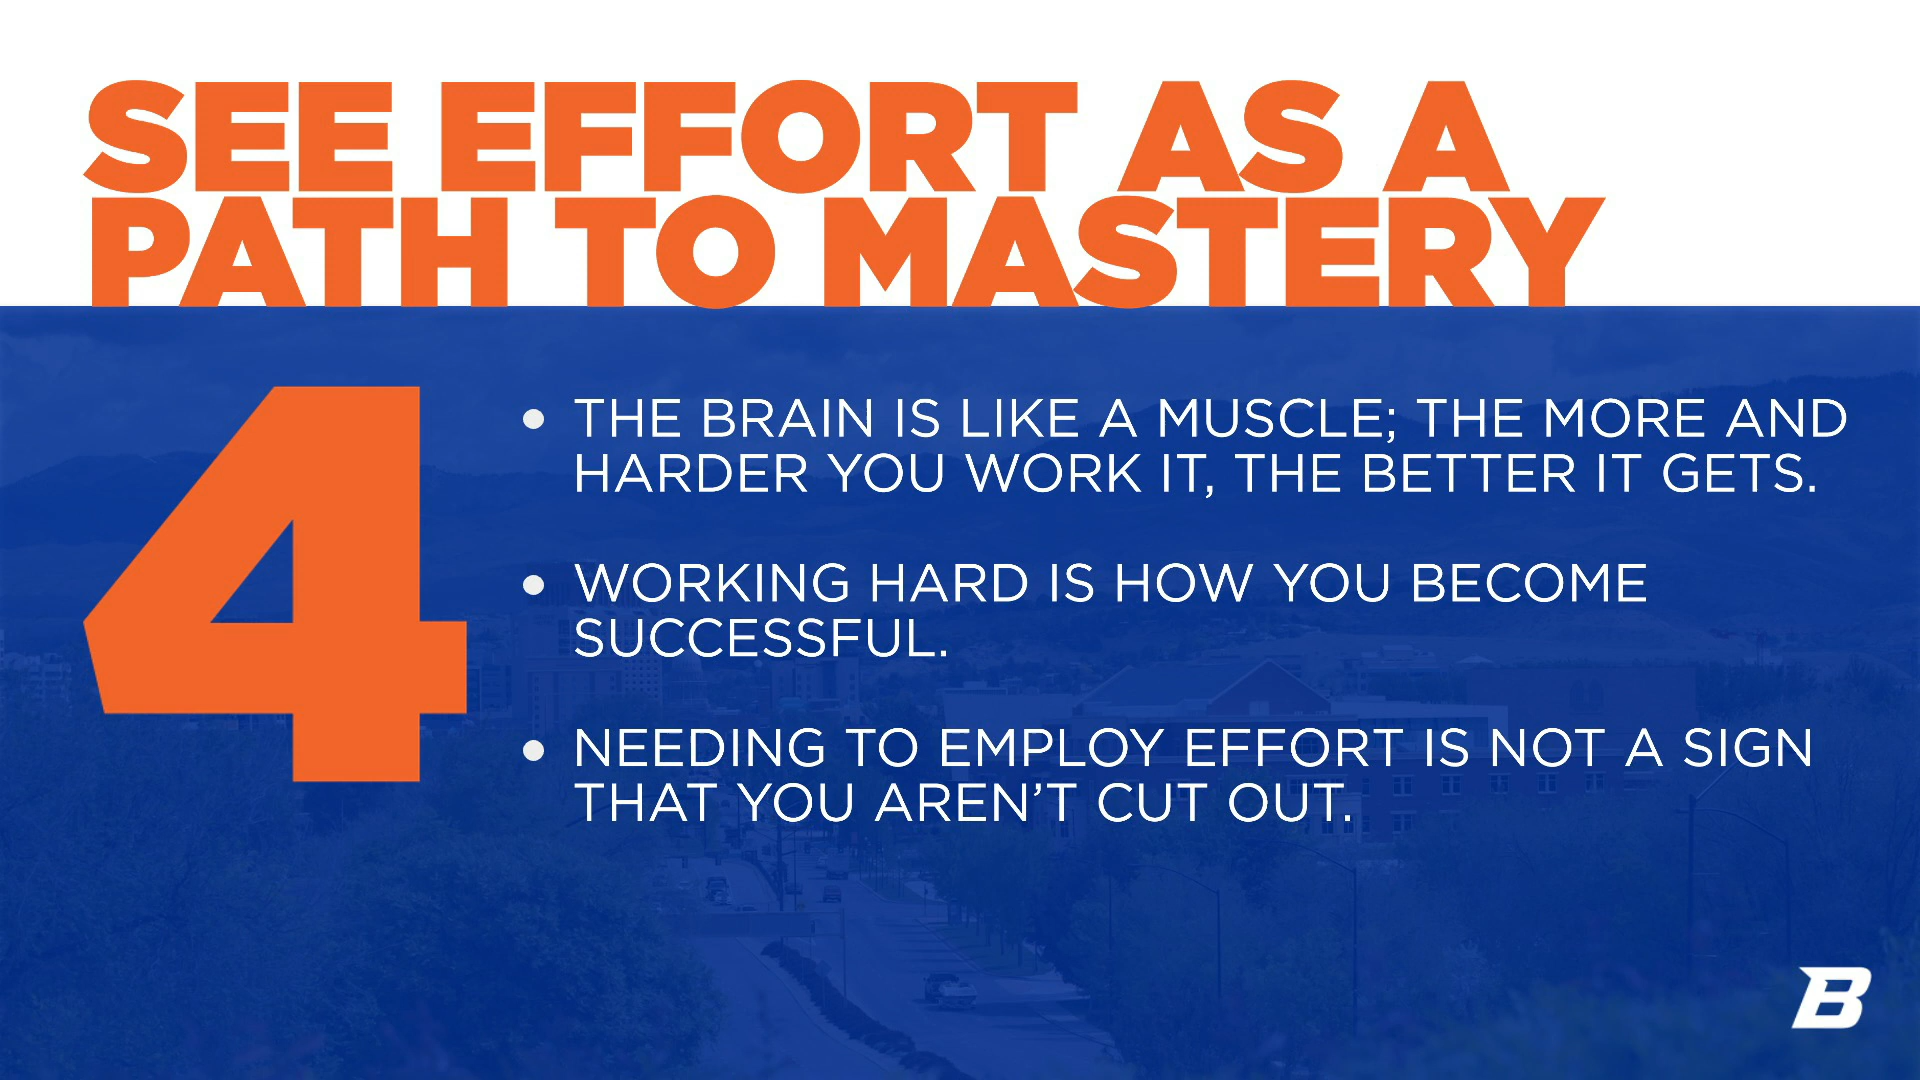 SEE EFFORT AS A
PATH TO MASTERY
4
• THE BRAIN IS LIKE A MUSCLE; THE MORE AND
HARDER YOU WORK IT, THE BETTER IT GETS.
• WORKING HARD IS HOW YOU BECOME
SUCCESSFUL.
• NEEDING TO EMPLOY EFFORT IS NOT A SIGN
THAT YOU AREN’T CUT OUT.
B